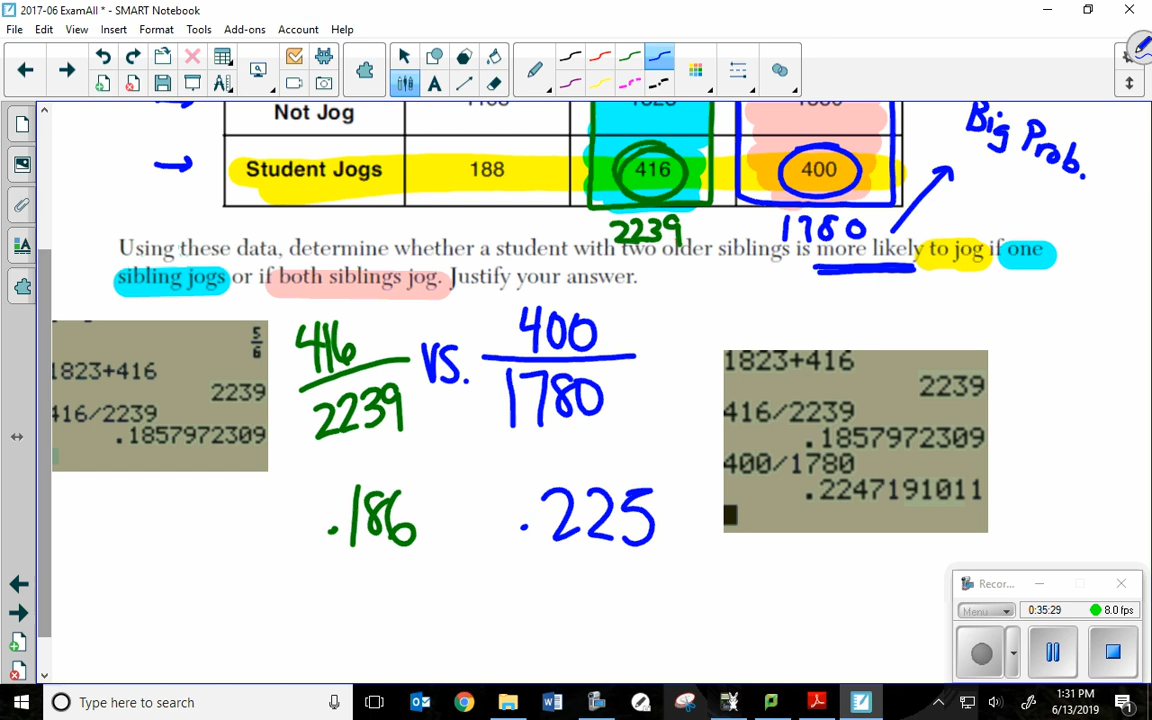 2017-06 ExamAll * - SMART Notebook
File Edit View Insert Format Tools Add-ons Account Help
Not Jog
Student Jogs 188 416 400
2239 1780
Big Prob.
Using these data, determine whether a student with two older siblings is more likely to jog if one
sibling jogs or if both siblings jog. Justify your answer.
5/6
1823+416
2239
416/2239
.1857972309
416/2239 vs. 400/1780
.186 .225
1823+416
2239
416/2239
.1857972309
400/1780
.2247191011
Recor...
Menu 0:35:29 8.0 fps
Type here to search
1:31 PM
6/13/2019